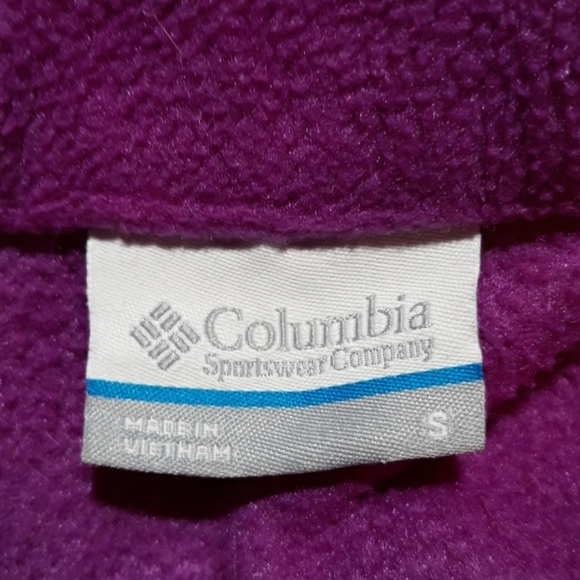 Columbia
Sportswear Company
MADE IN
VIETNAM
S